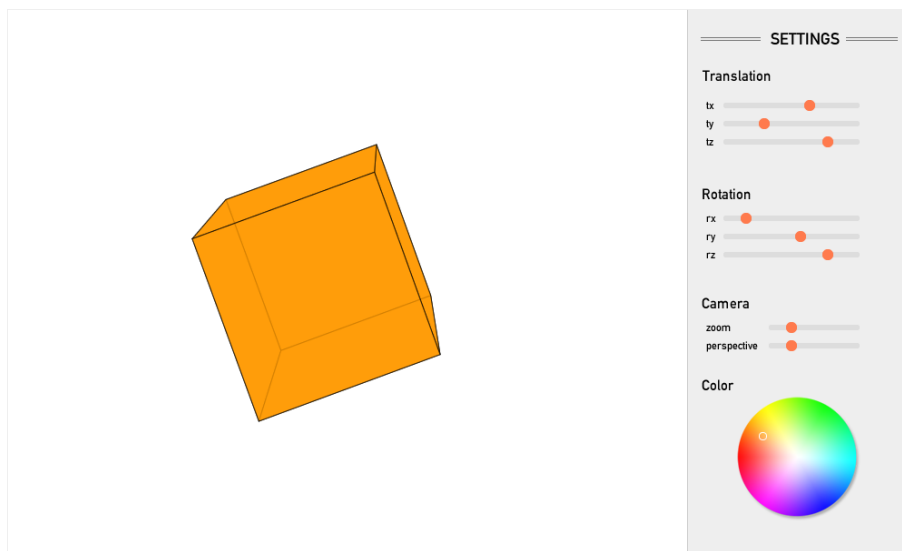 SETTINGS
Translation
tx
ty
tz
Rotation
rx
ry
rz
Camera
zoom
perspective
Color